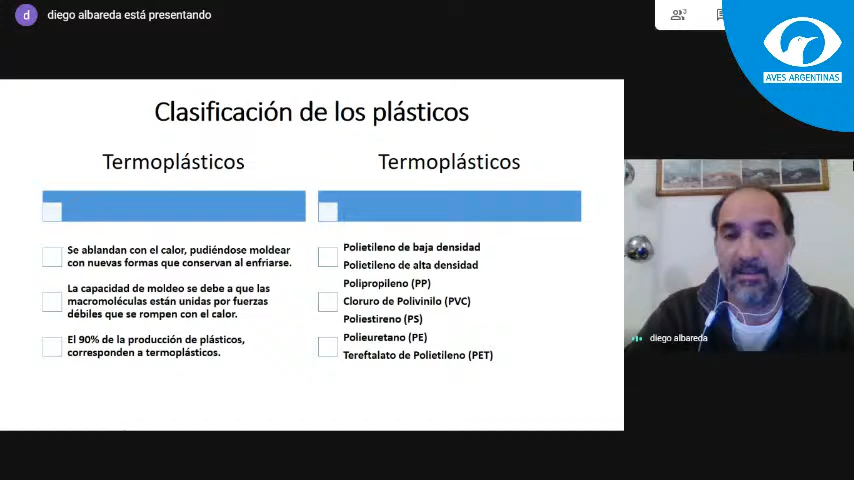 d
diego albareda está presentando
3
AVES ARGENTINAS
Clasificación de los plásticos
Termoplásticos
Se ablandan con el calor, pudiéndose moldear
con nuevas formas que conservan al enfriarse.
La capacidad de moldeo se debe a que las
macromoléculas están unidas por fuerzas
débiles que se rompen con el calor.
El 90% de la producción de plásticos,
corresponden a termoplásticos.
Termoplásticos
Polietileno de baja densidad
Polietileno de alta densidad
Polipropileno (PP)
Cloruro de Polivinilo (PVC)
Poliestireno (PS)
Polieuretano (PE)
Tereftalato de Polietileno (PET)
diego albareda